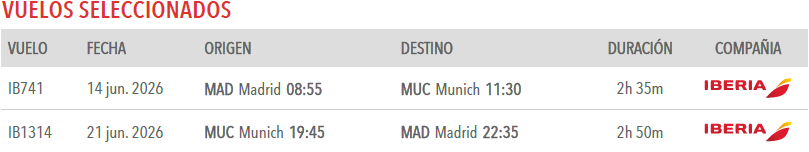 VUELOS SELECCIONADOS
VUELO FECHA ORIGEN DESTINO DURACIÓN COMPAÑIA
IB741 14 jun. 2026 MAD Madrid 08:55 MUC Munich 11:30 2h 35m IBERIA
IB1314 21 jun. 2026 MUC Munich 19:45 MAD Madrid 22:35 2h 50m IBERIA